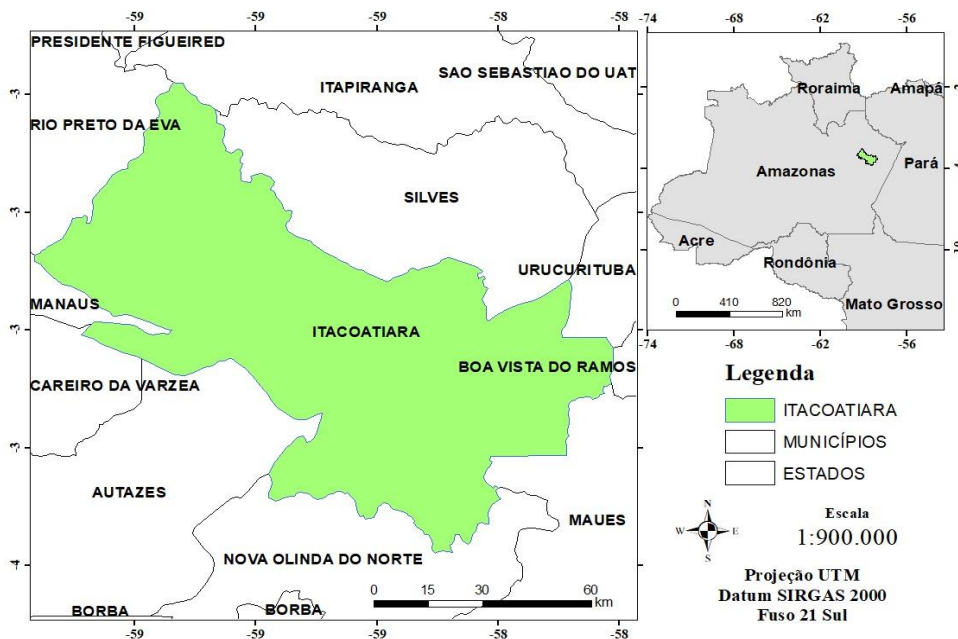 -59 -59 -59 -58 -58
PRESIDENTE FIGUEIRED
SAO SEBASTIAO DO UAT
ITAPIRANGA
RIO PRETO DA EVA
SILVES
URUCURITUBA
MANAUS
ITACOATIARA
BOA VISTA DO RAMOS
CAREIRO DA VARZEA
AUTAZES
MAUES
NOVA OLINDA DO NORTE
BORBA
BORBA
0 15 30 60
km
-3
-3
-3
-3
-4
-59 -59 -59 -58 -58
-74 -68 -62 -56
Roraima
Amapá
Amazonas
Pará
Acre
Rondônia
Mato Grosso
0 410 820
km
-74 -68 -62 -56
Legenda
ITACOATIARA
MUNICÍPIOS
ESTADOS
N
W E
S
Escala
1:900.000
Projeção UTM
Datum SIRGAS 2000
Fuso 21 Sul